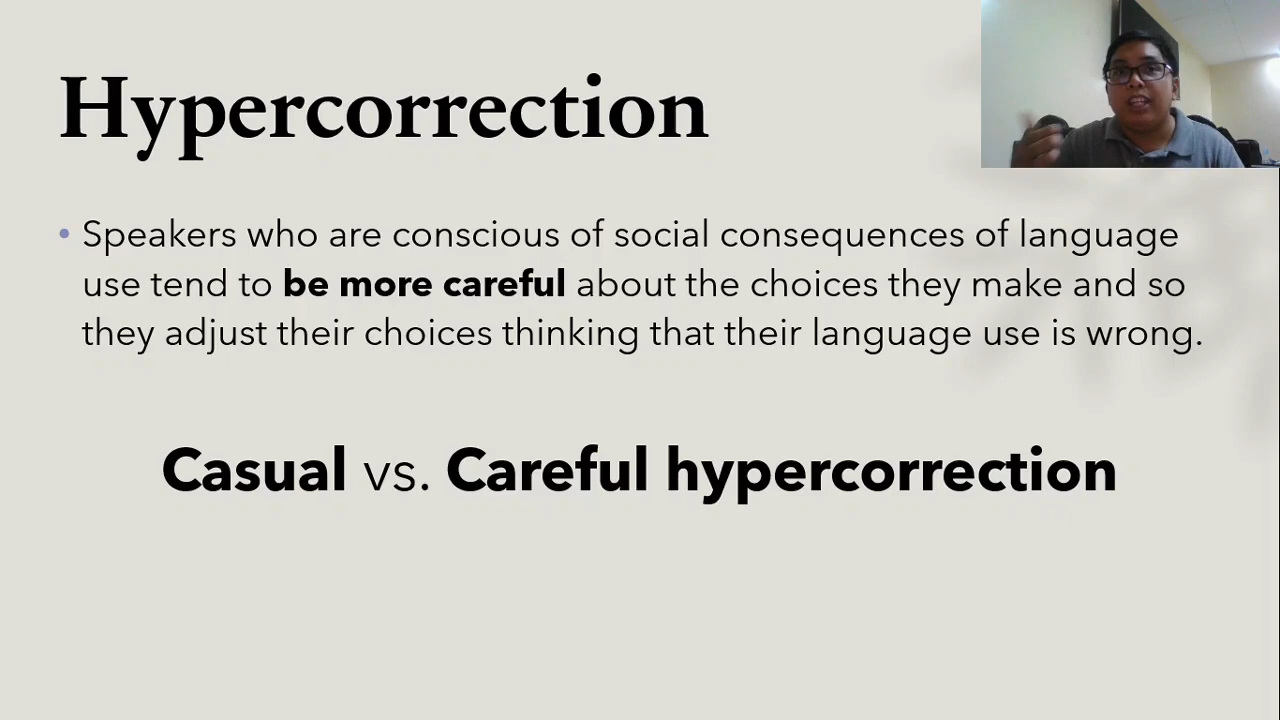 Hypercorrection
• Speakers who are conscious of social consequences of language
use tend to be more careful about the choices they make and so
they adjust their choices thinking that their language use is wrong.
Casual vs. Careful hypercorrection